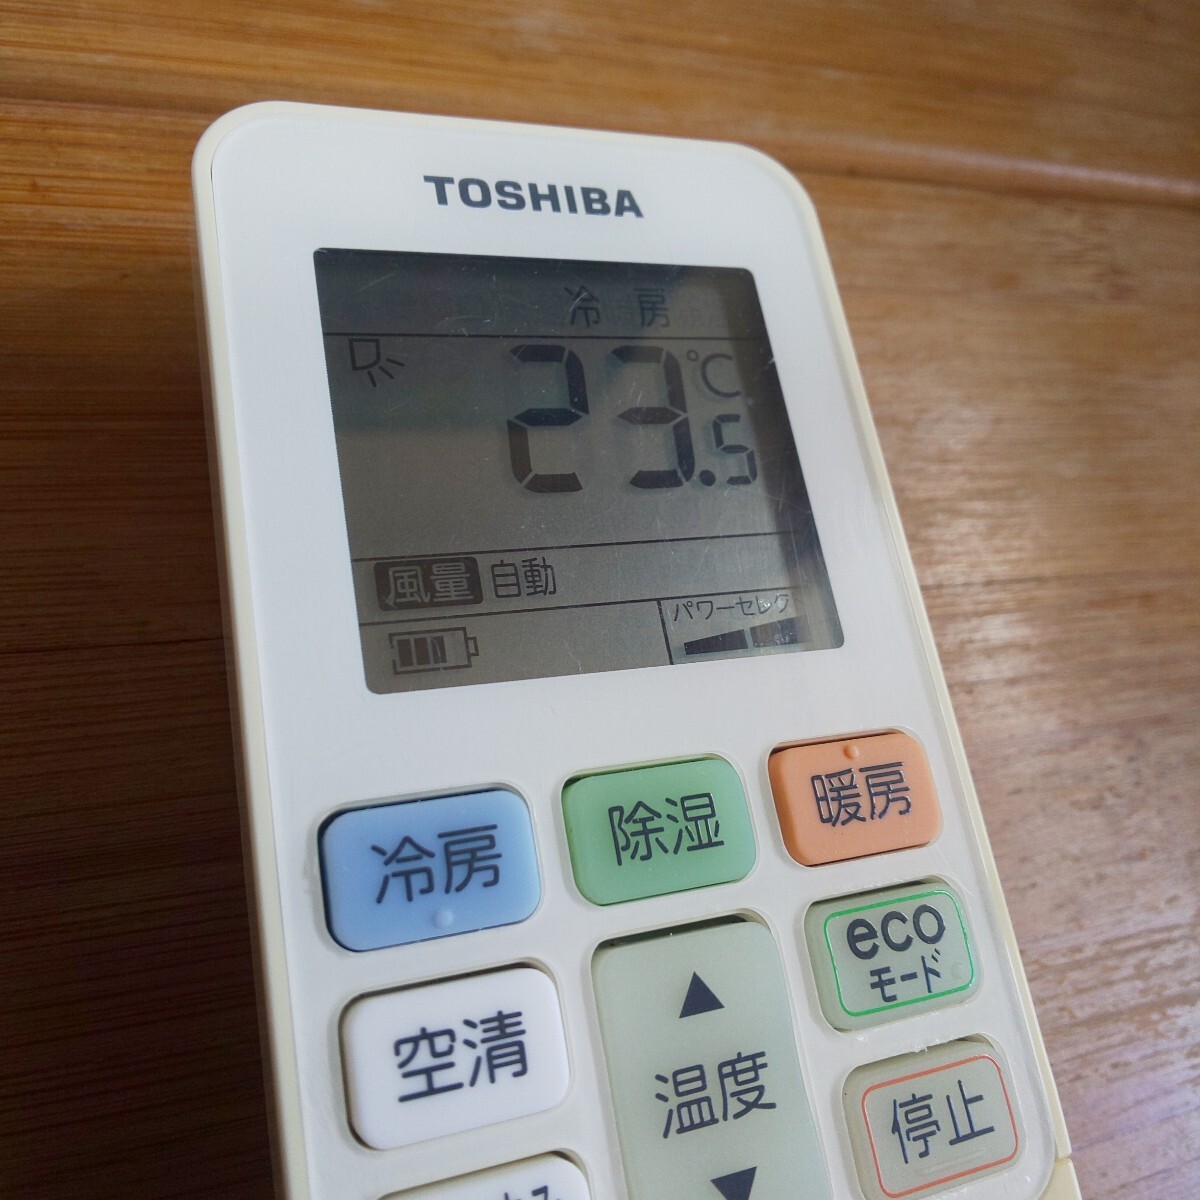 TOSHIBA
冷房
23.5℃
風量 自動
パワーセレク
冷房 除湿 暖房
eco
モード
空清
温度
停止